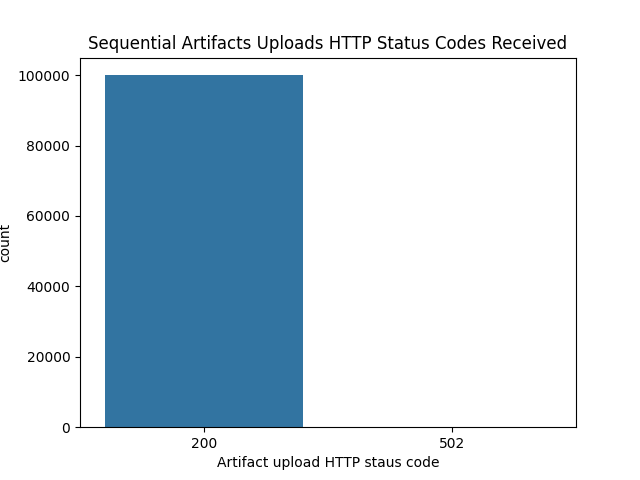 Sequential Artifacts Uploads HTTP Status Codes Received
100000
80000
60000
40000
20000
0
count
200 502
Artifact upload HTTP staus code